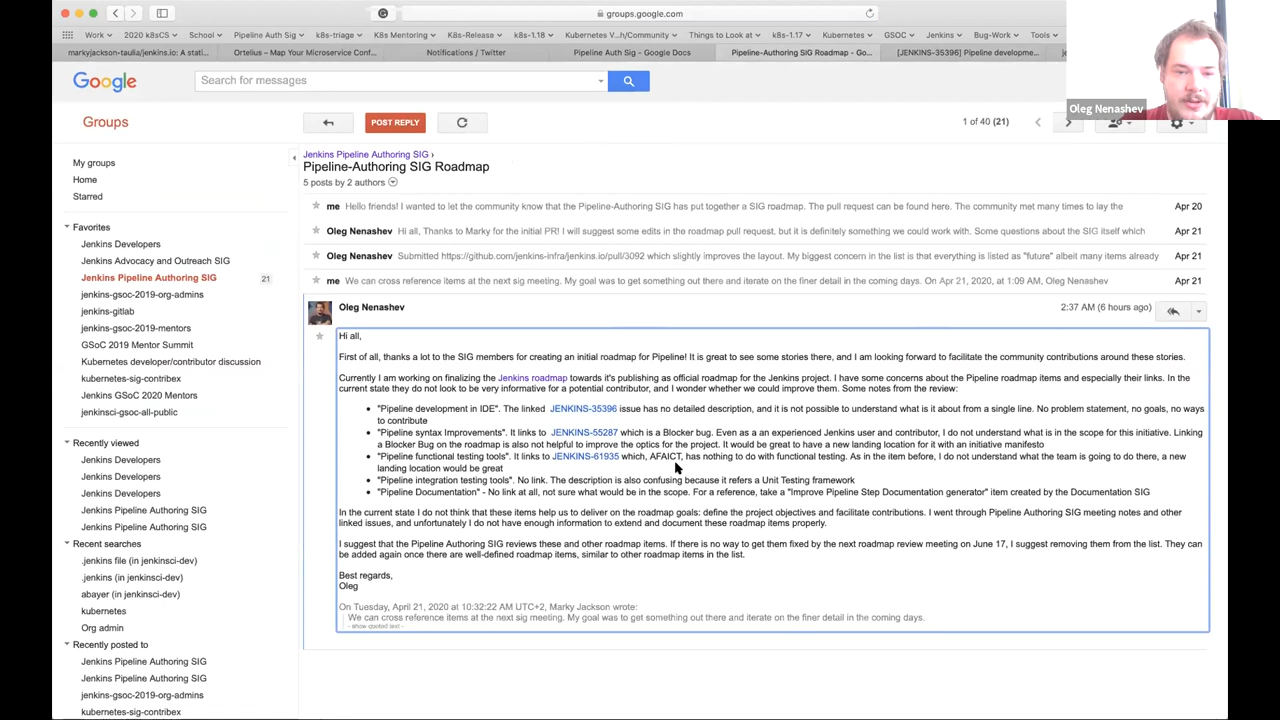 groups.google.com
Work
2020 k8sCS
School
Pipeline Auth Sig
k8s-triage
K8S Mentoring
K8S-Release
k8s-1.18
Things to Look at
k8s-1.17
Kubernetes
GSOC
Jenkins
Bug-Work
Tools
markyjackson-taulia/jenkins.io: A stati...
Ortelius – Map Your Microservice Conf...
Notifications / Twitter
Pipeline Auth Sig - Google Docs
Pipeline-Authoring SIG Roadmap - Go...
[JENKINS-35396] Pipeline developme...
Oleg Nenashev
Google
Search for messages
Groups
POST REPLY
1 of 40 (21)
My groups
Home
Starred
Favorites
Jenkins Developers
Jenkins Advocacy and Outreach SIG
Jenkins Pipeline Authoring SIG 21
jenkins-gsoc-2019-org-admins
jenkins-gitlab
jenkins-gsoc-2019-mentors
GSoC 2019 Mentor Summit
Kubernetes developer/contributor discussion
kubernetes-sig-contribex
Jenkins GSoC 2020 Mentors
jenkinsci-gsoc-all-public
Recently viewed
Jenkins Developers
Jenkins Developers
Jenkins Pipeline Authoring SIG
Jenkins Pipeline Authoring SIG
Recent searches
.jenkins file (in jenkinsci-dev)
.jenkins (in jenkinsci-dev)
abayer (in jenkinsci-dev)
kubernetes
Org admin
Recently posted to
Jenkins Pipeline Authoring SIG
Jenkins Pipeline Authoring SIG
jenkins-gsoc-2019-org-admins
kubernetes-sig-contribex
Jenkins Pipeline Authoring SIG ›
Pipeline-Authoring SIG Roadmap
5 posts by 2 authors
me Hello friends! I wanted to let the community know that the Pipeline-Authoring SIG has put together a SIG roadmap. The pull request can be found here. The community met many times to lay the Apr 20
Oleg Nenashev Hi all, Thanks to Marky for the initial PR! I will suggest some edits in the roadmap pull request, but it is definitely something we could work with. Some questions about the SIG itself which Apr 21
Oleg Nenashev Submitted https://github.com/jenkins-infra/jenkins.io/pull/3092 which slightly improves the layout. My biggest concern in the list is that everything is listed as "future" albeit many items already Apr 21
me We can cross reference items at the next sig meeting. My goal was to get something out there and iterate on the finer detail in the coming days. On Apr 21, 2020, at 1:09 AM, Oleg Nenashev Apr 21
Oleg Nenashev 2:37 AM (6 hours ago)
Hi all,
First of all, thanks a lot to the SIG members for creating an initial roadmap for Pipeline! It is great to see some stories there, and I am looking forward to facilitate the community contributions around these stories.
Currently I am working on finalizing the Jenkins roadmap towards it's publishing as official roadmap for the Jenkins project. I have some concerns about the Pipeline roadmap items and especially their links. In the
current state they do not look to be very informative for a potential contributor, and I wonder whether we could improve them. Some notes from the review:
• "Pipeline development in IDE". The linked JENKINS-35396 issue has no detailed description, and it is not possible to understand what is it about from a single line. No problem statement, no goals, no ways
to contribute
• "Pipeline syntax Improvements". It links to JENKINS-55287 which is a Blocker bug. Even as a an experienced Jenkins user and contributor, I do not understand what is in the scope for this initiative. Linking
a Blocker Bug on the roadmap is also not helpful to improve the optics for the project. It would be great to have a new landing location for it with an initiative manifesto
• "Pipeline functional testing tools". It links to JENKINS-61935 which, AFAICT, has nothing to do with functional testing. As in the item before, I do not understand what the team is going to do there, a new
landing location would be great
• "Pipeline integration testing tools". No link. The description is also confusing because it refers a Unit Testing framework
• "Pipeline Documentation" - No link at all, not sure what would be in the scope. For a reference, take a "Improve Pipeline Step Documentation generator" item created by the Documentation SIG
In the current state I do not think that these items help us to deliver on the roadmap goals: define the project objectives and facilitate contributions. I went through Pipeline Authoring SIG meeting notes and other
linked issues, and unfortunately I do not have enough information to extend and document these roadmap items properly.
I suggest that the Pipeline Authoring SIG reviews these and other roadmap items. If there is no way to get them fixed by the next roadmap review meeting on June 17, I suggest removing them from the list. They can
be added again once there are well-defined roadmap items, similar to other roadmap items in the list.
Best regards,
Oleg
On Tuesday, April 21, 2020 at 10:32:22 AM UTC+2, Marky Jackson wrote:
We can cross reference items at the next sig meeting. My goal was to get something out there and iterate on the finer detail in the coming days.
- show quoted text -